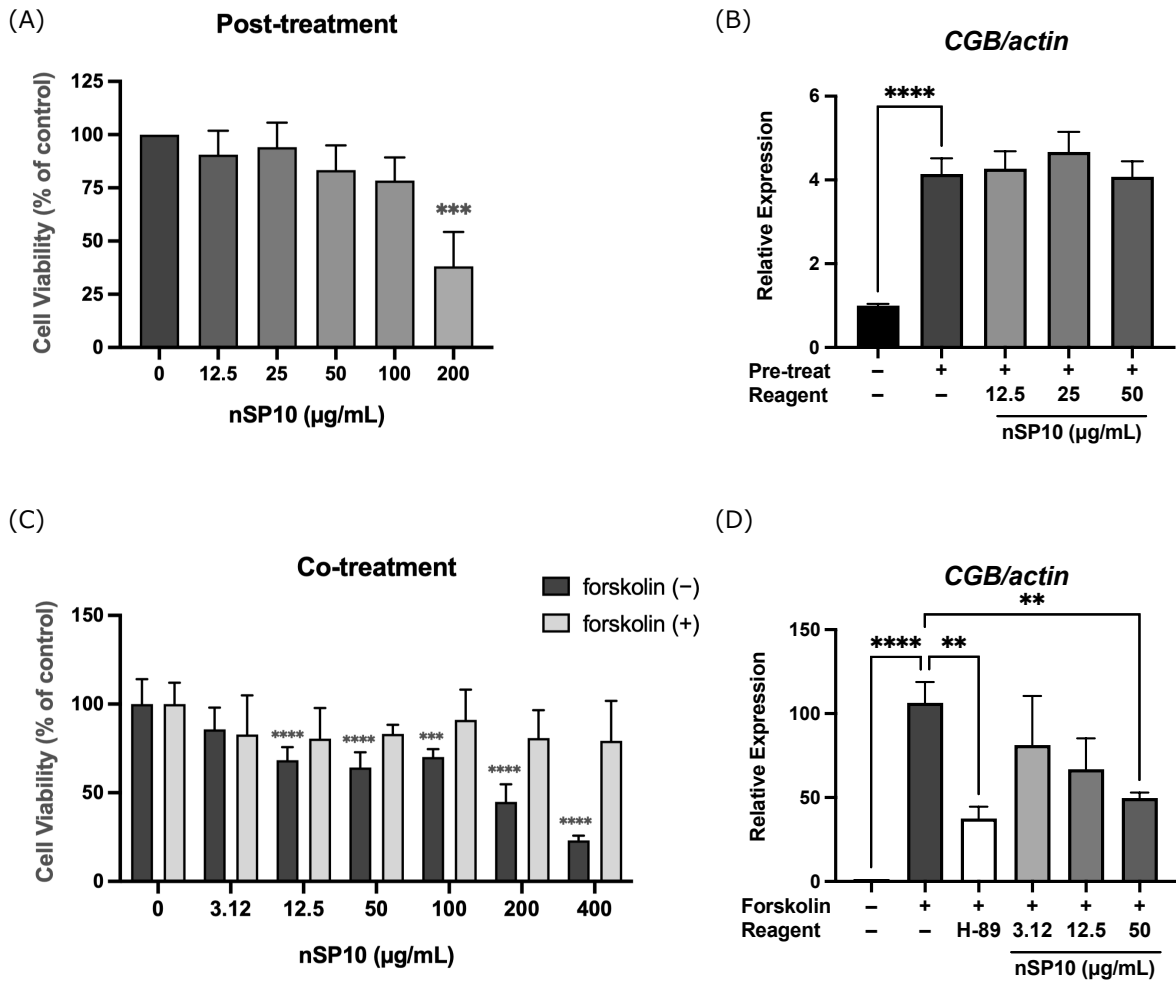 (A)
Post-treatment
Cell Viability (% of control)
125
100
75
50
25
0
***
0 12.5 25 50 100 200
nSP10 (µg/mL)
(B)
CGB/actin
Relative Expression
6
4
2
0
****
Pre-treat − + + + +
Reagent − − 12.5 25 50
nSP10 (µg/mL)
(C)
Co-treatment
forskolin (−)
forskolin (+)
Cell Viability (% of control)
150
100
50
0
**** **** *** **** ****
0 3.12 12.5 50 100 200 400
nSP10 (µg/mL)
(D)
CGB/actin
Relative Expression
150
100
50
0
**
**** **
Forskolin − + + + + +
Reagent − − H-89 3.12 12.5 50
nSP10 (µg/mL)